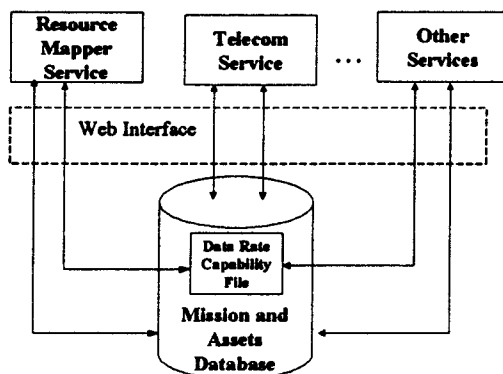 Resource
Mapper
Service
Telecom
Service
...
Other
Services
Web Interface
Data Rate
Capability
File
Mission and
Assets
Database